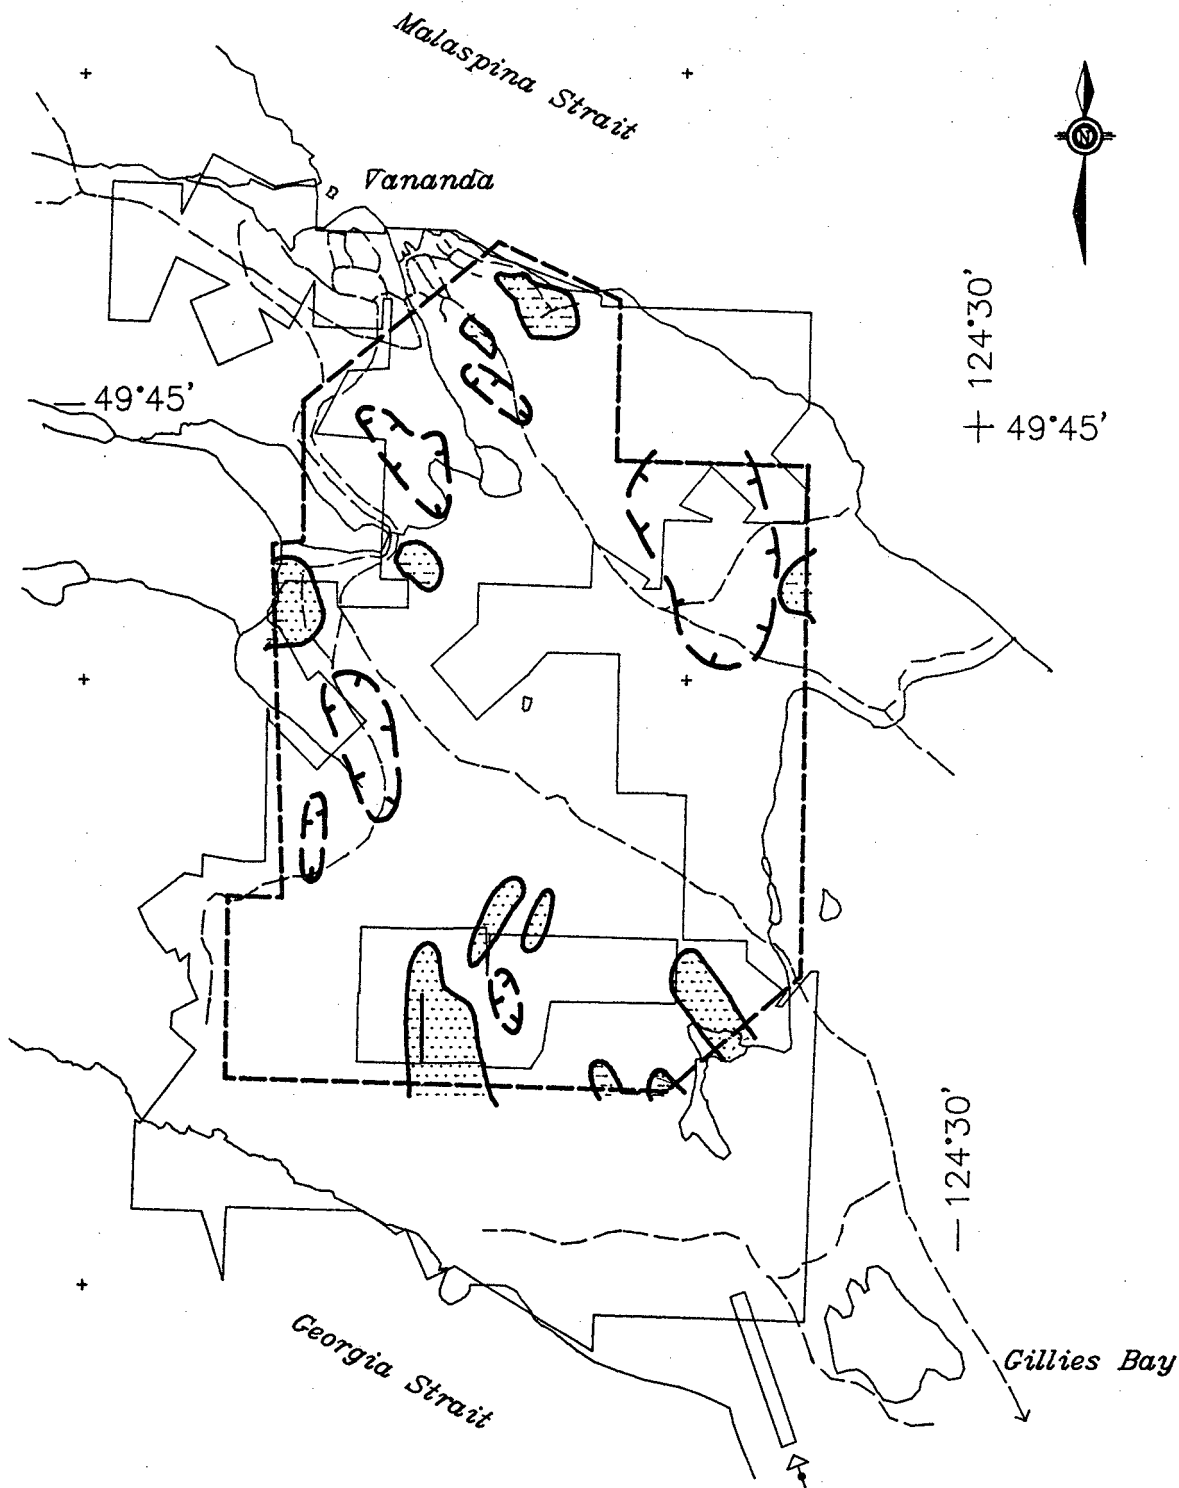 Malaspina Strait
N
Vananda
49°45'
124°30'
49°45'
124°30'
Georgia Strait
Gillies Bay